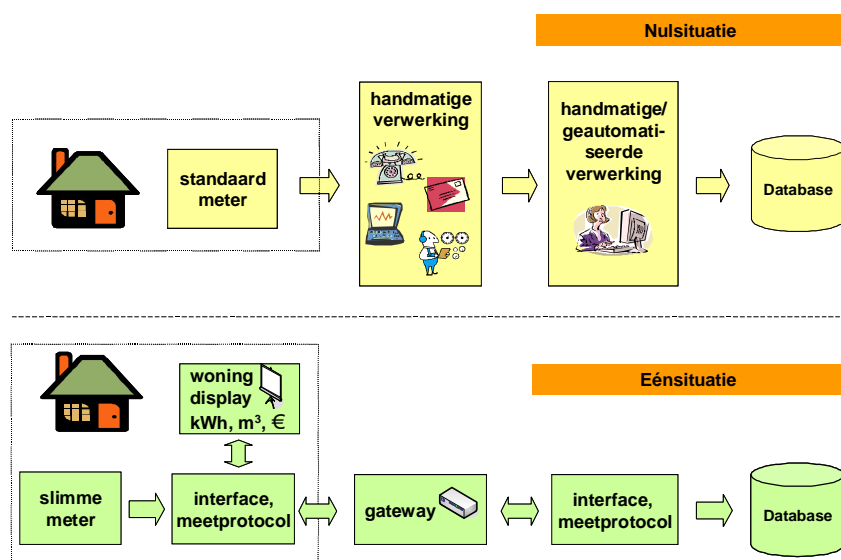 Nulsituatie
handmatige
verwerking
handmatige/
geautomati-
seerde
verwerking
standaard
meter
Database
Eénsituatie
woning
display
kWh, m³, €
slimme
meter
interface,
meetprotocol
gateway
interface,
meetprotocol
Database